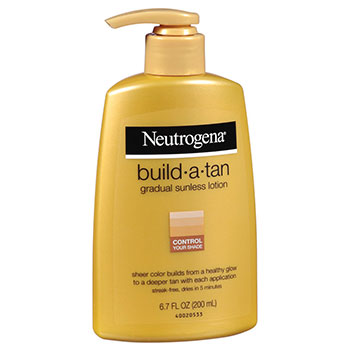 Neutrogena®
build•a•tan
gradual sunless lotion
CONTROL
YOUR SHADE
sheer color builds from a healthy glow
to a deeper tan with each application
streak-free, dries in 5 minutes
6.7 FL OZ (200 mL)
40020533